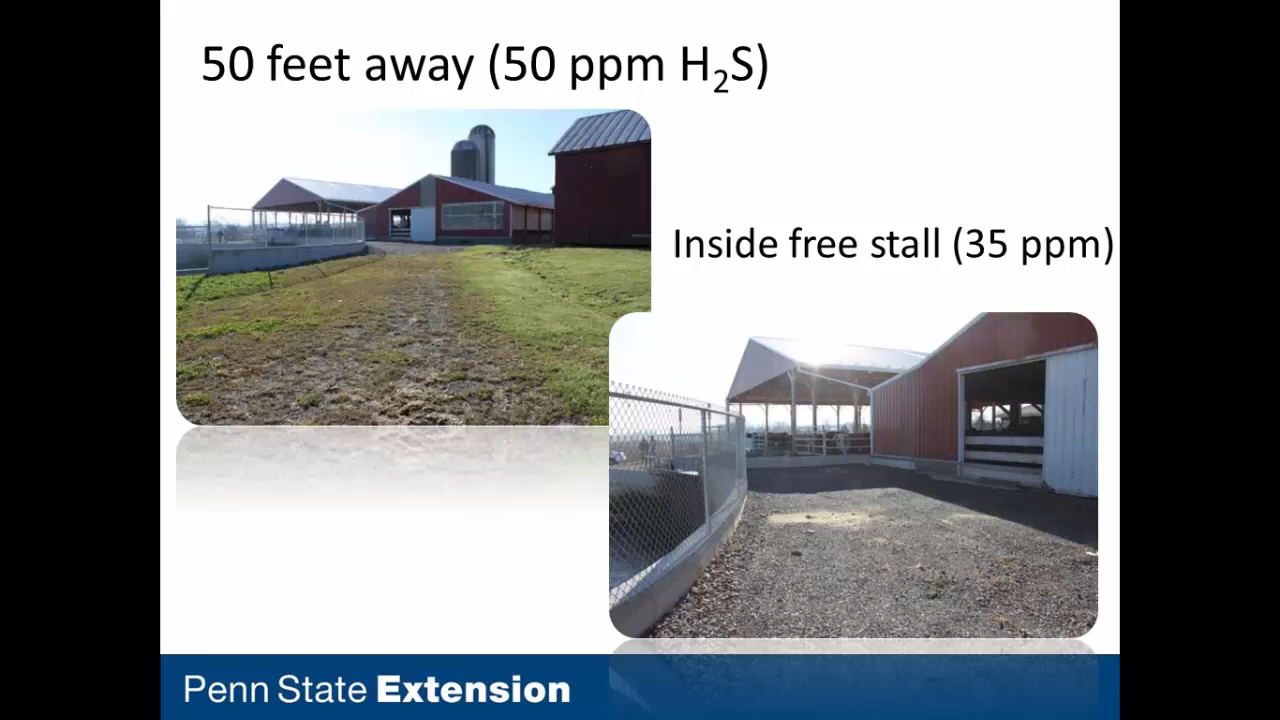 50 feet away (50 ppm H₂S)
Inside free stall (35 ppm)
Penn State Extension